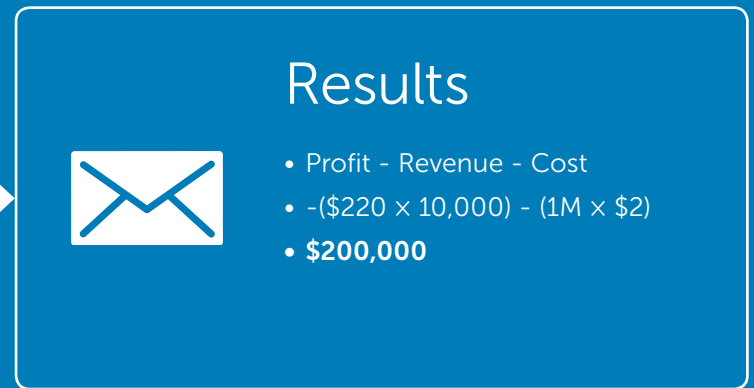 Results
• Profit - Revenue - Cost
• -($220 × 10,000) - (1M × $2)
• $200,000